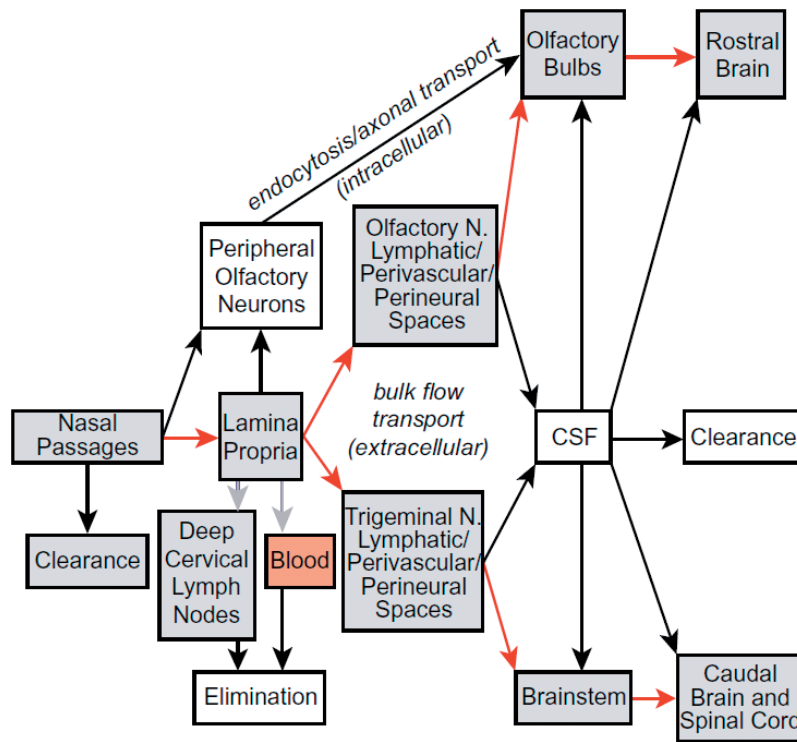 Olfactory
Bulbs
Rostral
Brain
endocytosis/axonal transport
(intracellular)
Peripheral
Olfactory
Neurons
Olfactory N.
Lymphatic/
Perivascular/
Perineural
Spaces
Nasal
Passages
Lamina
Propria
bulk flow
transport
(extracellular)
CSF
Clearance
Clearance
Deep
Cervical
Lymph
Nodes
Blood
Trigeminal N.
Lymphatic/
Perivascular/
Perineural
Spaces
Elimination
Brainstem
Caudal
Brain and
Spinal Cord